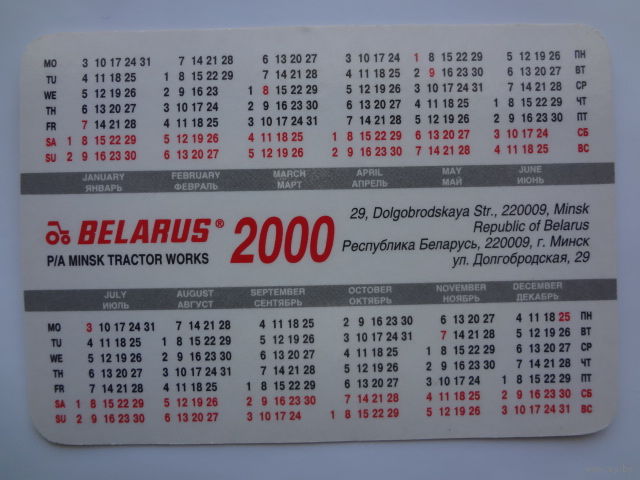 MO 3 10 17 24 31 7 14 21 28 6 13 20 27 3 10 17 24 1 8 15 22 29 5 12 19 26 ПН
TU 4 11 18 25 1 8 15 22 29 7 14 21 28 4 11 18 25 2 9 16 23 30 6 13 20 27 ВТ
WE 5 12 19 26 2 9 16 23 1 8 15 22 29 5 12 19 26 3 10 17 24 31 7 14 21 28 СР
TH 6 13 20 27 3 10 17 24 2 9 16 23 30 6 13 20 27 4 11 18 25 1 8 15 22 29 ЧТ
FR 7 14 21 28 4 11 18 25 3 10 17 24 31 7 14 21 28 5 12 19 26 2 9 16 23 30 ПТ
SA 1 8 15 22 29 5 12 19 26 4 11 18 25 1 8 15 22 29 6 13 20 27 3 10 17 24 СБ
SU 2 9 16 23 30 6 13 20 27 5 12 19 26 2 9 16 23 30 7 14 21 28 4 11 18 25 ВС
JANUARY FEBRUARY MARCH APRIL MAY JUNE
ЯНВАРЬ ФЕВРАЛЬ МАРТ АПРЕЛЬ МАЙ ИЮНЬ
BELARUS® 2000
P/A MINSK TRACTOR WORKS
29, Dolgobrodskaya Str., 220009, Minsk
Republic of Belarus
Республика Беларусь, 220009, г. Минск
ул. Долгобродская, 29
JULY AUGUST SEPTEMBER OCTOBER NOVEMBER DECEMBER
ИЮЛЬ АВГУСТ СЕНТЯБРЬ ОКТЯБРЬ НОЯБРЬ ДЕКАБРЬ
MO 3 10 17 24 31 7 14 21 28 4 11 18 25 2 9 16 23 30 6 13 20 27 4 11 18 25 ПН
TU 4 11 18 25 1 8 15 22 29 5 12 19 26 3 10 17 24 31 7 14 21 28 5 12 19 26 ВТ
WE 5 12 19 26 2 9 16 23 30 6 13 20 27 4 11 18 25 1 8 15 22 29 6 13 20 27 СР
TH 6 13 20 27 3 10 17 24 31 7 14 21 28 5 12 19 26 2 9 16 23 30 7 14 21 28 ЧТ
FR 7 14 21 28 4 11 18 25 1 8 15 22 29 6 13 20 27 3 10 17 24 1 8 15 22 29 ПТ
SA 1 8 15 22 29 5 12 19 26 2 9 16 23 30 7 14 21 28 4 11 18 25 2 9 16 23 30 СБ
SU 2 9 16 23 30 6 13 20 27 3 10 17 24 1 8 15 22 29 5 12 19 26 3 10 17 24 31 ВС